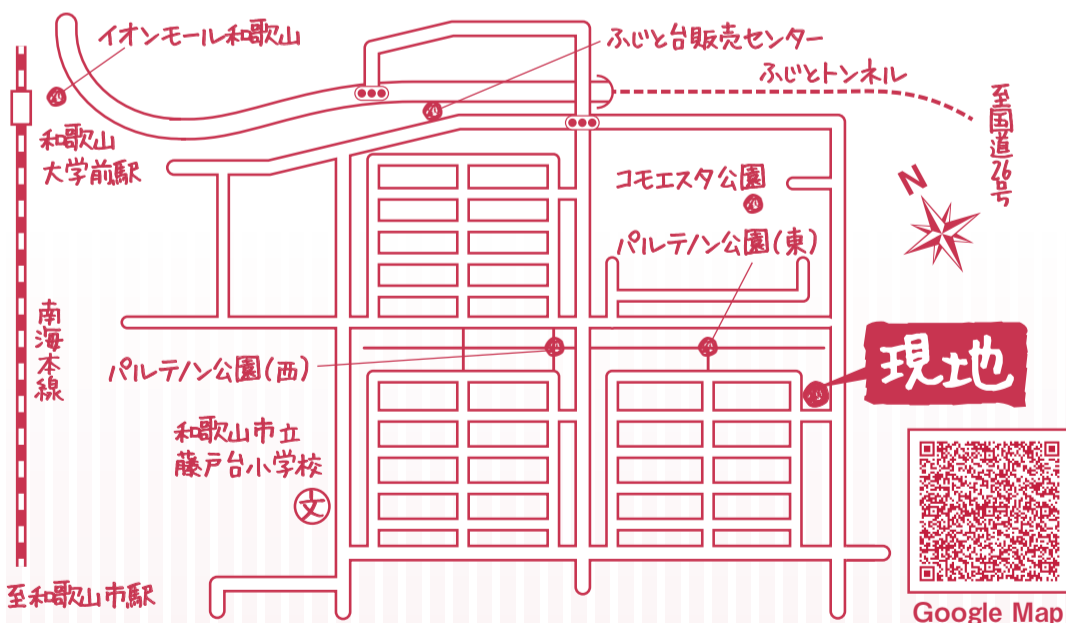 イオンモール和歌山
ふじと台販売センター
ふじとトンネル
至国道26号
和歌山
大学前駅
コモエスタ公園
N
パルテノン公園(東)
南海本線
現地
パルテノン公園(西)
和歌山市立
藤戸台小学校
文
至和歌山市駅
Google Map